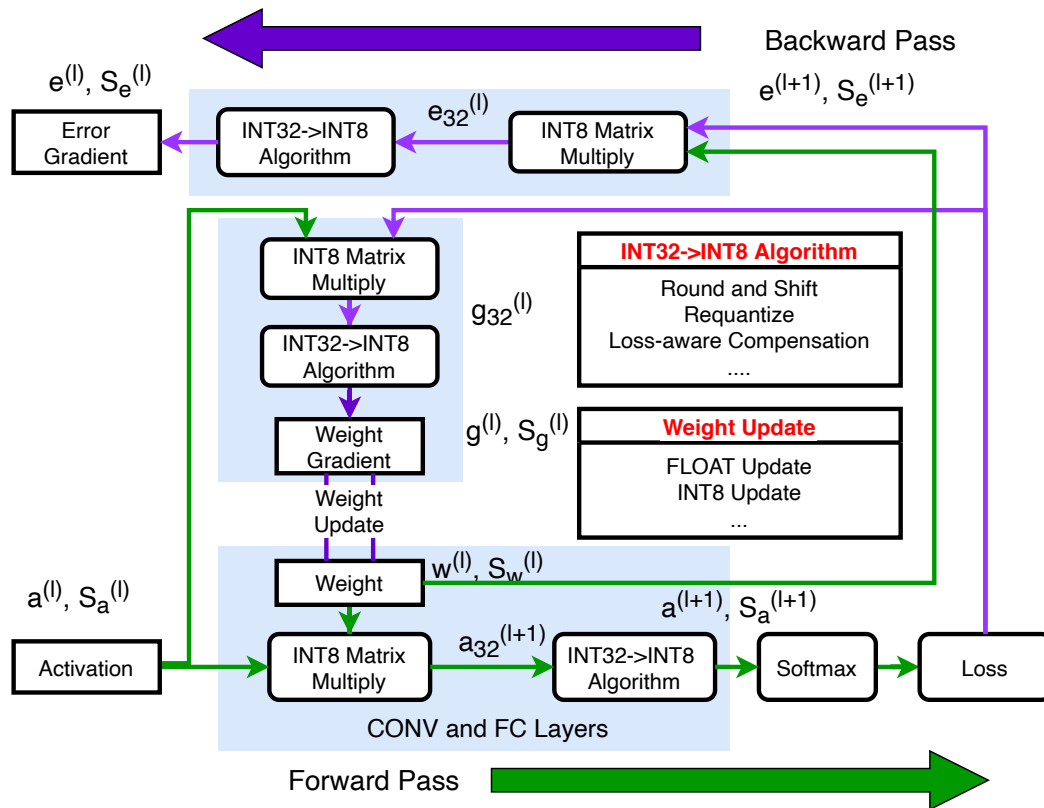 Backward Pass
e(l), Se(l)
e(l+1), Se(l+1)
Error
Gradient
INT32->INT8
Algorithm
e32(l)
INT8 Matrix
Multiply
INT8 Matrix
Multiply
g32(l)
INT32->INT8
Algorithm
g(l), Sg(l)
Weight
Gradient
Weight
Update
INT32->INT8 Algorithm
Round and Shift
Requantize
Loss-aware Compensation
....
Weight Update
FLOAT Update
INT8 Update
...
Weight
w(l), Sw(l)
a(l), Sa(l)
a(l+1), Sa(l+1)
Activation
INT8 Matrix
Multiply
a32(l+1)
INT32->INT8
Algorithm
Softmax
Loss
CONV and FC Layers
Forward Pass